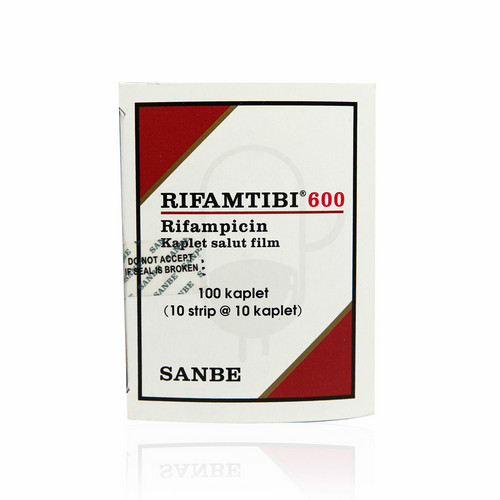 RIFAMTIBI® 600
Rifampicin
Kaplet salut film
DO NOT ACCEPT
IF SEAL IS BROKEN
100 kaplet
(10 strip @ 10 kaplet)
SANBE